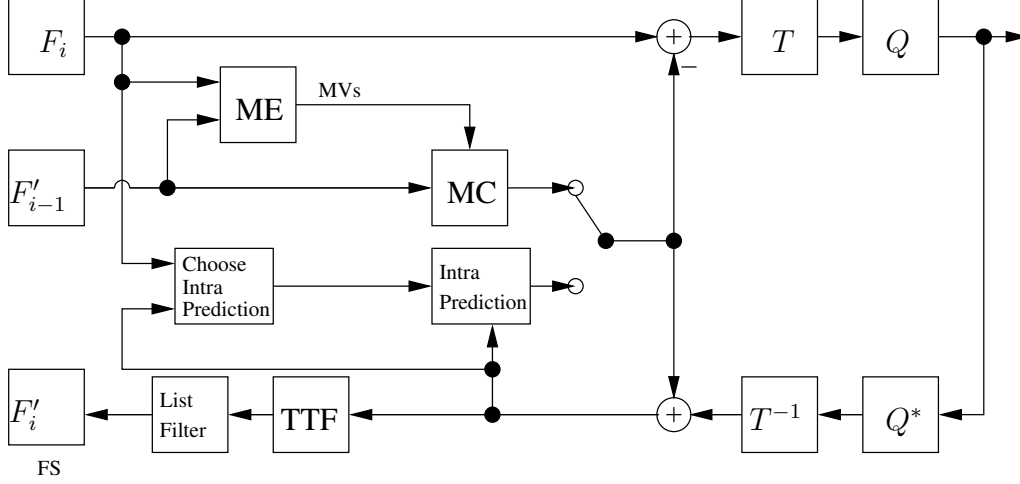 F_i
+
T
Q
−
ME
MVs
F'_{i−1}
MC
Choose
Intra
Prediction
Intra
Prediction
F'_i
List
Filter
TTF
+
T^{−1}
Q*
FS